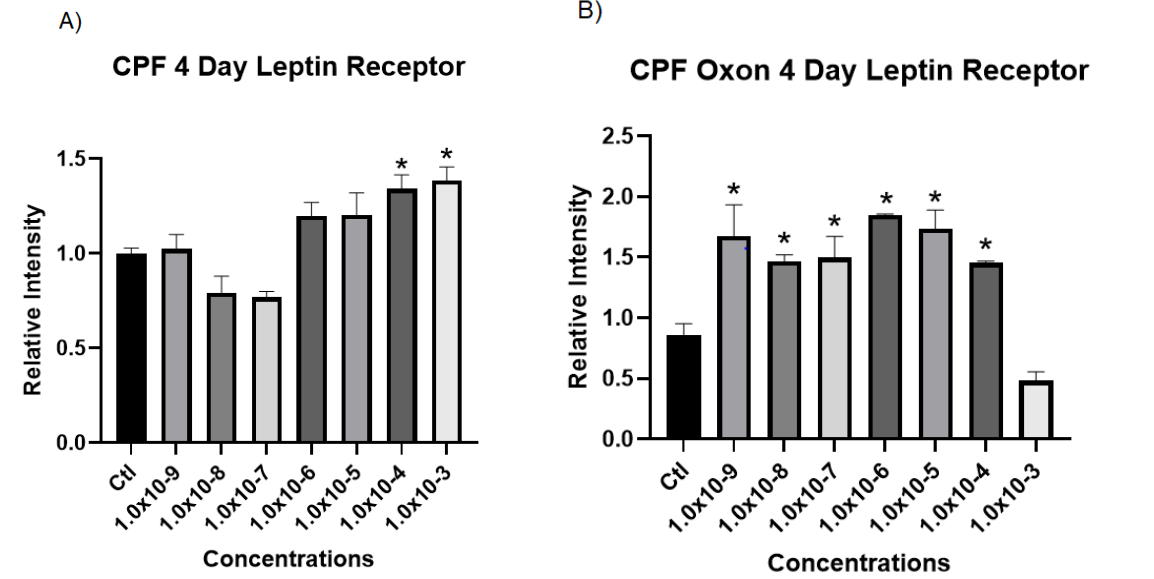 A)
CPF 4 Day Leptin Receptor
Relative Intensity
1.5
1.0
0.5
0.0
* *
Ctl
1.0x10-9
1.0x10-8
1.0x10-7
1.0x10-6
1.0x10-5
1.0x10-4
1.0x10-3
Concentrations
B)
CPF Oxon 4 Day Leptin Receptor
Relative Intensity
2.5
2.0
1.5
1.0
0.5
0.0
* * * * * *
Ctl
1.0x10-9
1.0x10-8
1.0x10-7
1.0x10-6
1.0x10-5
1.0x10-4
1.0x10-3
Concentrations